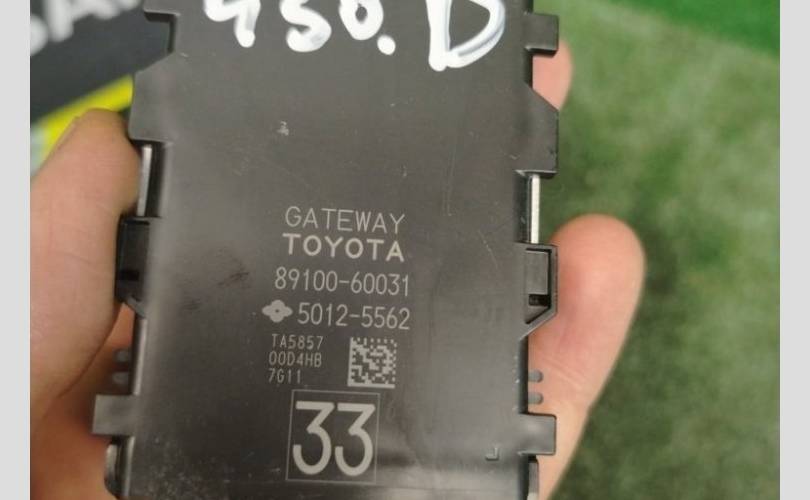 450.D
GATEWAY
TOYOTA
89100-60031
5012-5562
TA5857
00D4HB
7G11
33